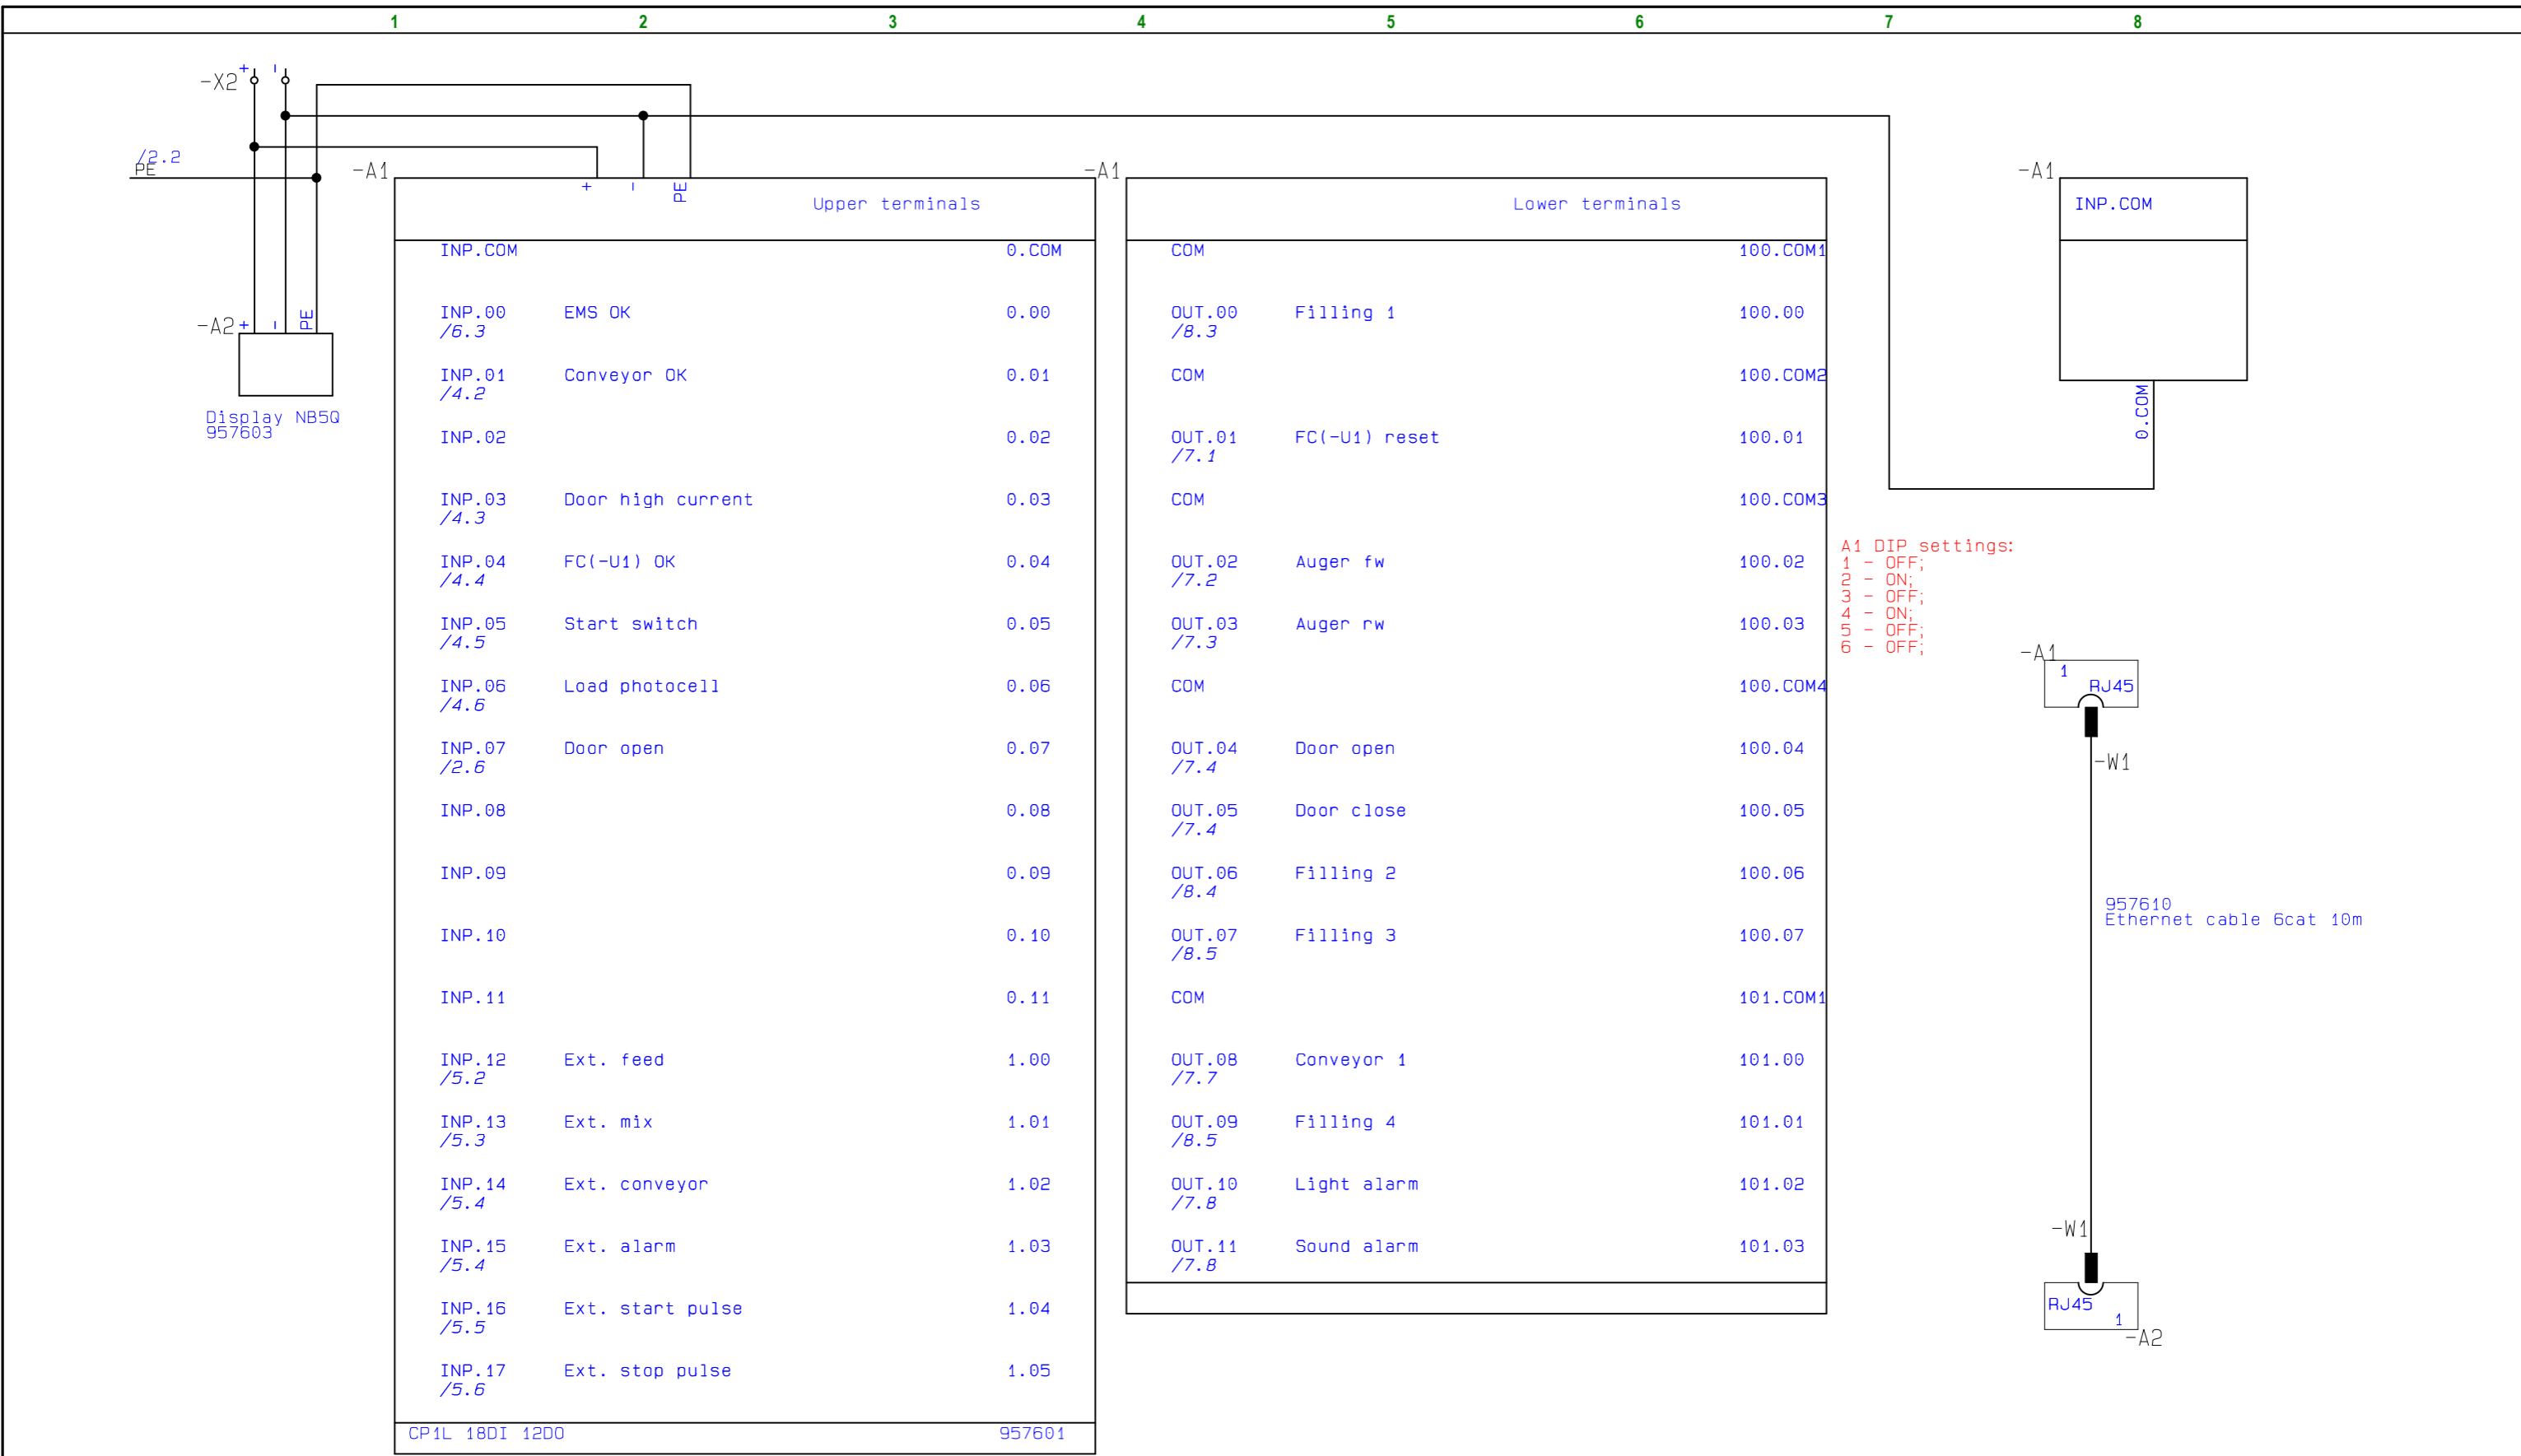 1 2 3 4 5 6 7 8
-X2 + -
/2.2
PE
-A1
+ - PE
Upper terminals
INP.COM 0.COM
INP.00 EMS OK 0.00
/6.3
INP.01 Conveyor OK 0.01
/4.2
INP.02 0.02
INP.03 Door high current 0.03
/4.3
INP.04 FC(-U1) OK 0.04
/4.4
INP.05 Start switch 0.05
/4.5
INP.06 Load photocell 0.06
/4.6
INP.07 Door open 0.07
/2.6
INP.08 0.08
INP.09 0.09
INP.10 0.10
INP.11 0.11
INP.12 Ext. feed 1.00
/5.2
INP.13 Ext. mix 1.01
/5.3
INP.14 Ext. conveyor 1.02
/5.4
INP.15 Ext. alarm 1.03
/5.4
INP.16 Ext. start pulse 1.04
/5.5
INP.17 Ext. stop pulse 1.05
/5.6
CP1L 18DI 12DO 957601
-A2 + - PE
Display NB5Q
957603
-A1
Lower terminals
COM 100.COM1
OUT.00 Filling 1 100.00
/8.3
COM 100.COM2
OUT.01 FC(-U1) reset 100.01
/7.1
COM 100.COM3
OUT.02 Auger fw 100.02
/7.2
OUT.03 Auger rw 100.03
/7.3
COM 100.COM4
OUT.04 Door open 100.04
/7.4
OUT.05 Door close 100.05
/7.4
OUT.06 Filling 2 100.06
/8.4
OUT.07 Filling 3 100.07
/8.5
COM 101.COM1
OUT.08 Conveyor 1 101.00
/7.7
OUT.09 Filling 4 101.01
/8.5
OUT.10 Light alarm 101.02
/7.8
OUT.11 Sound alarm 101.03
/7.8
-A1
INP.COM
0.COM
A1 DIP settings:
1 - OFF;
2 - ON;
3 - OFF;
4 - ON;
5 - OFF;
6 - OFF;
-A1
1
RJ45
-W1
957610
Ethernet cable 6cat 10m
-W1
RJ45
1
-A2